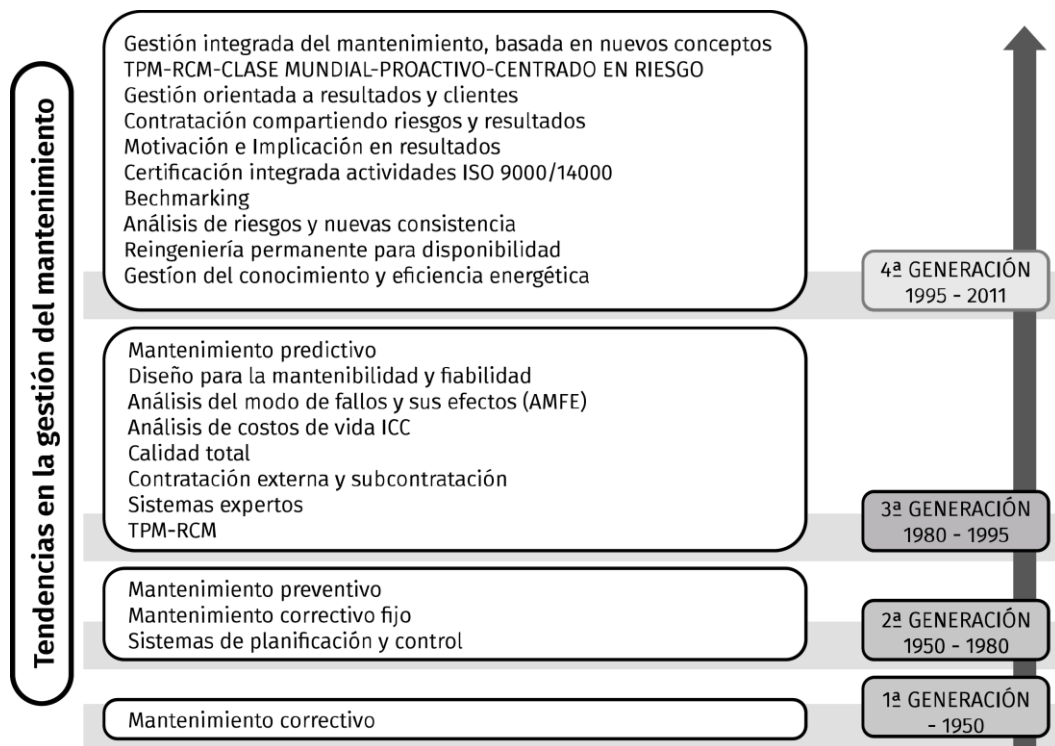 Tendencias en la gestión del mantenimiento
Gestión integrada del mantenimiento, basada en nuevos conceptos
TPM-RCM-CLASE MUNDIAL-PROACTIVO-CENTRADO EN RIESGO
Gestión orientada a resultados y clientes
Contratación compartiendo riesgos y resultados
Motivación e Implicación en resultados
Certificación integrada actividades ISO 9000/14000
Bechmarking
Análisis de riesgos y nuevas consistencia
Reingeniería permanente para disponibilidad
Gestíon del conocimiento y eficiencia energética
4ª GENERACIÓN
1995 - 2011
Mantenimiento predictivo
Diseño para la mantenibilidad y fiabilidad
Análisis del modo de fallos y sus efectos (AMFE)
Análisis de costos de vida ICC
Calidad total
Contratación externa y subcontratación
Sistemas expertos
TPM-RCM
3ª GENERACIÓN
1980 - 1995
Mantenimiento preventivo
Mantenimiento correctivo fijo
Sistemas de planificación y control
2ª GENERACIÓN
1950 - 1980
Mantenimiento correctivo
1ª GENERACIÓN
- 1950